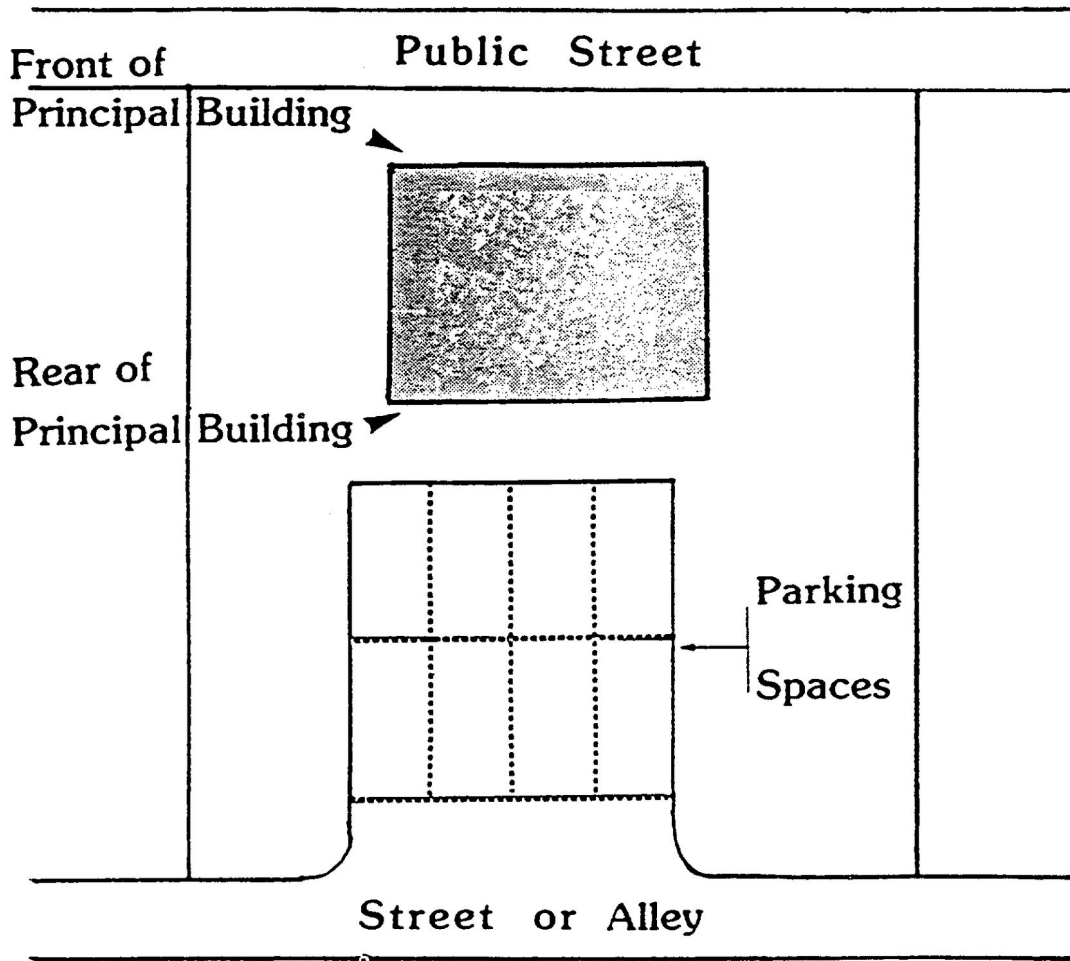 Public Street
Front of
Principal Building
Rear of
Principal Building
Parking
Spaces
Street or Alley